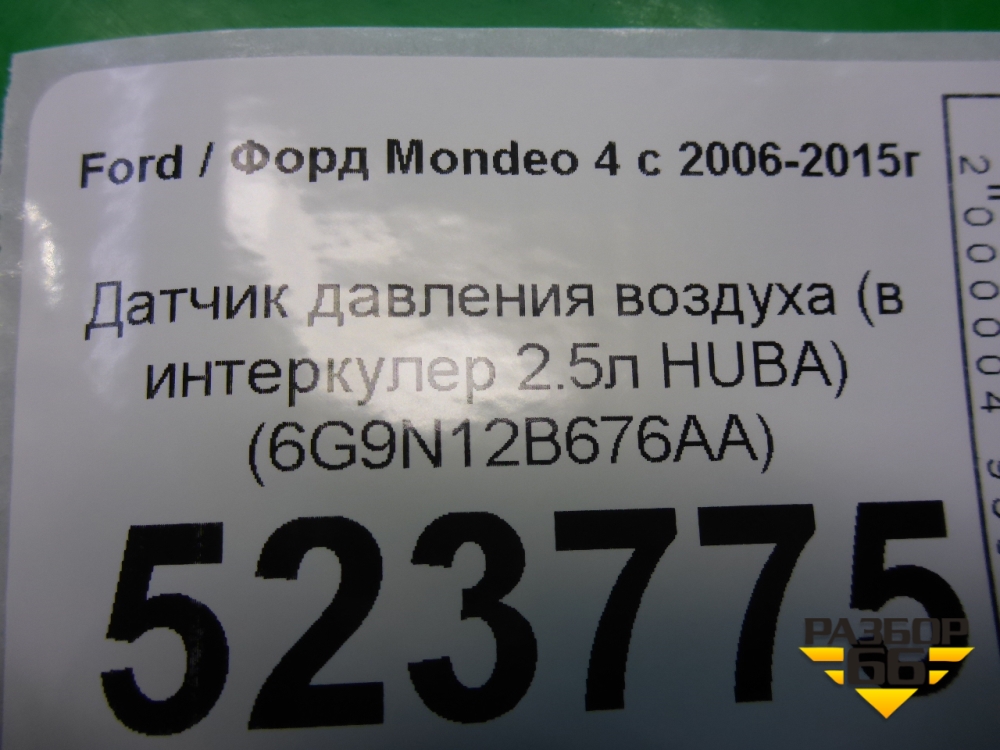 Ford / Форд Mondeo 4 с 2006-2015г
Датчик давления воздуха (в
интеркулер 2.5л HUBA)
(6G9N12B676AA)
523775
РАЗБОР
66